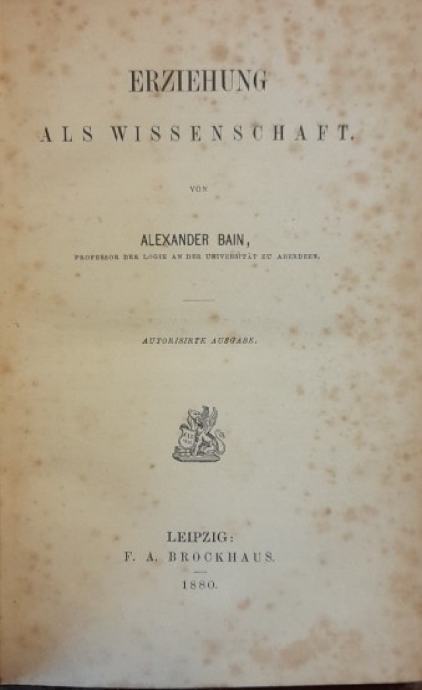 ERZIEHUNG
ALS WISSENSCHAFT.
VON
ALEXANDER BAIN,
PROFESSOR DER LOGIK AN DER UNIVERSITÄT ZU ABERDEEN.
AUTORISIRTE AUSGABE.
LEIPZIG:
F. A. BROCKHAUS.
1880.